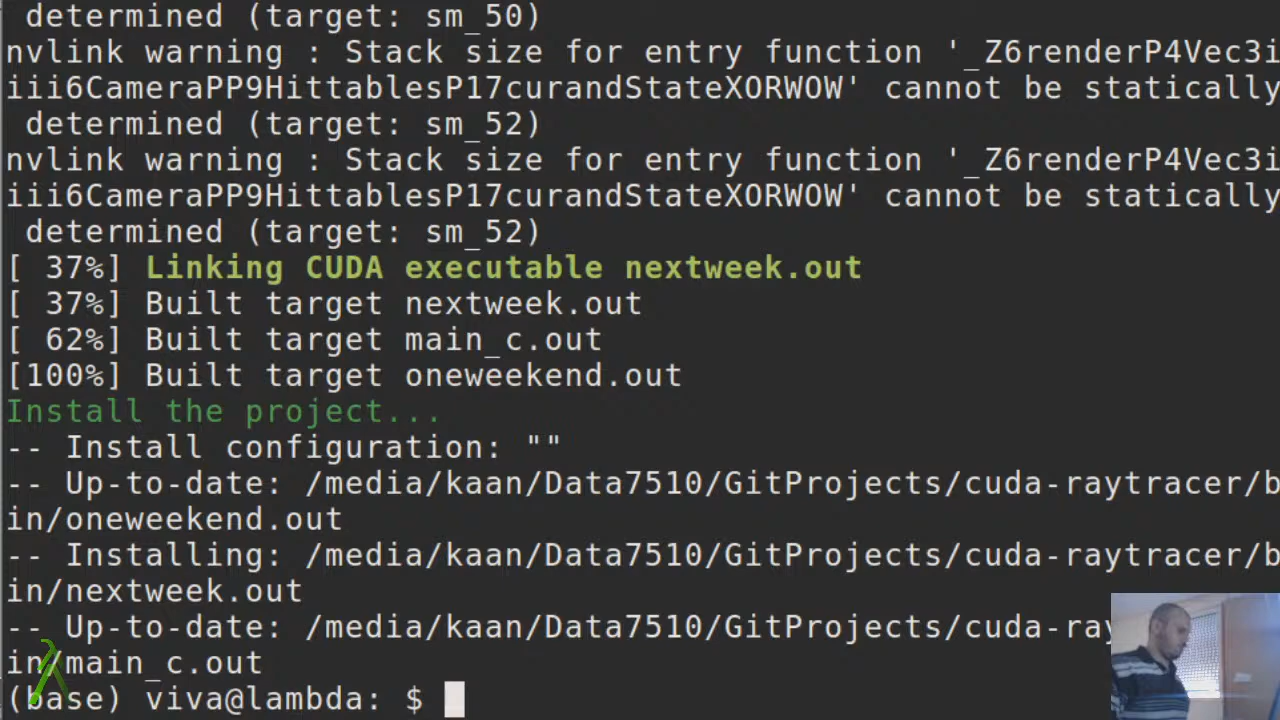 determined (target: sm_50)
nvlink warning : Stack size for entry function '_Z6renderP4Vec3i
iii6CameraPP9HittablesP17curandStateXORWOW' cannot be statically
determined (target: sm_52)
nvlink warning : Stack size for entry function '_Z6renderP4Vec3i
iii6CameraPP9HittablesP17curandStateXORWOW' cannot be statically
determined (target: sm_52)
[ 37%] Linking CUDA executable nextweek.out
[ 37%] Built target nextweek.out
[ 62%] Built target main_c.out
[100%] Built target oneweekend.out
Install the project...
-- Install configuration: ""
-- Up-to-date: /media/kaan/Data7510/GitProjects/cuda-raytracer/b
in/oneweekend.out
-- Installing: /media/kaan/Data7510/GitProjects/cuda-raytracer/b
in/nextweek.out
-- Up-to-date: /media/kaan/Data7510/GitProjects/cuda-ray
in/main_c.out
(base) viva@lambda: $
λ